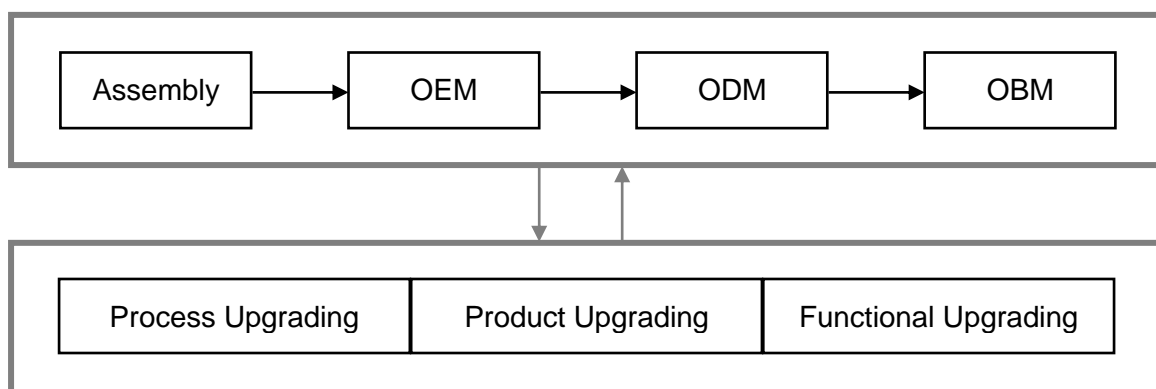 Assembly OEM ODM OBM
Process Upgrading Product Upgrading Functional Upgrading